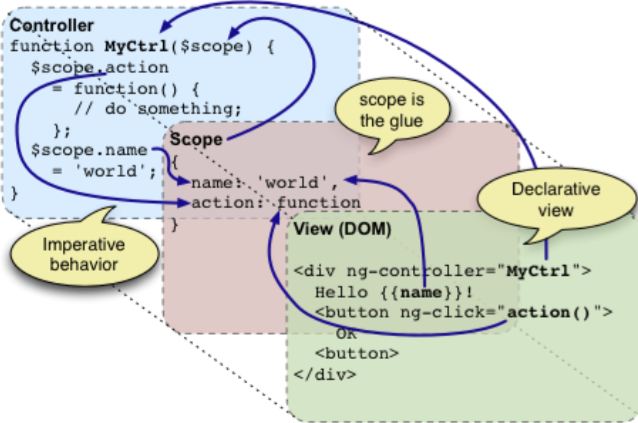 Controller
function MyCtrl($scope) {
$scope.action
= function() {
// do something;
};
$scope.name
= 'world';
}
Imperative
behavior
scope is
the glue
Scope
{
name: 'world',
action: function
}
Declarative
view
View (DOM)
<div ng-controller="MyCtrl">
Hello {{name}}!
<button ng-click="action()">
OK
<button>
</div>